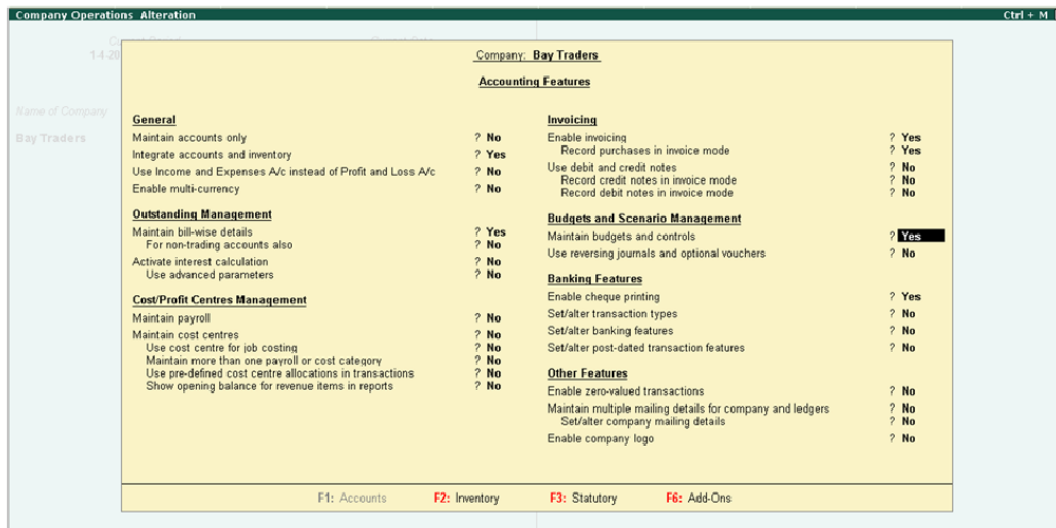 Company Operations Alteration Ctrl + M
1-4-20
Name of Company
Bay Traders
Company: Bay Traders
Accounting Features
General
Maintain accounts only ? No
Integrate accounts and inventory ? Yes
Use Income and Expenses A/c instead of Profit and Loss A/c ? No
Enable multi-currency ? No
Outstanding Management
Maintain bill-wise details ? Yes
For non-trading accounts also ? No
Activate interest calculation ? No
Use advanced parameters ? No
Cost/Profit Centres Management
Maintain payroll ? No
Maintain cost centres ? No
Use cost centre for job costing ? No
Maintain more than one payroll or cost category ? No
Use pre-defined cost centre allocations in transactions ? No
Show opening balance for revenue items in reports ? No
Invoicing
Enable invoicing ? Yes
Record purchases in invoice mode ? Yes
Use debit and credit notes ? No
Record credit notes in invoice mode ? No
Record debit notes in invoice mode ? No
Budgets and Scenario Management
Maintain budgets and controls ? Yes
Use reversing journals and optional vouchers ? No
Banking Features
Enable cheque printing ? Yes
Set/alter transaction types ? No
Set/alter banking features ? No
Set/alter post-dated transaction features ? No
Other Features
Enable zero-valued transactions ? No
Maintain multiple mailing details for company and ledgers ? No
Set/alter company mailing details ? No
Enable company logo ? No
F1: Accounts F2: Inventory F3: Statutory F6: Add-Ons